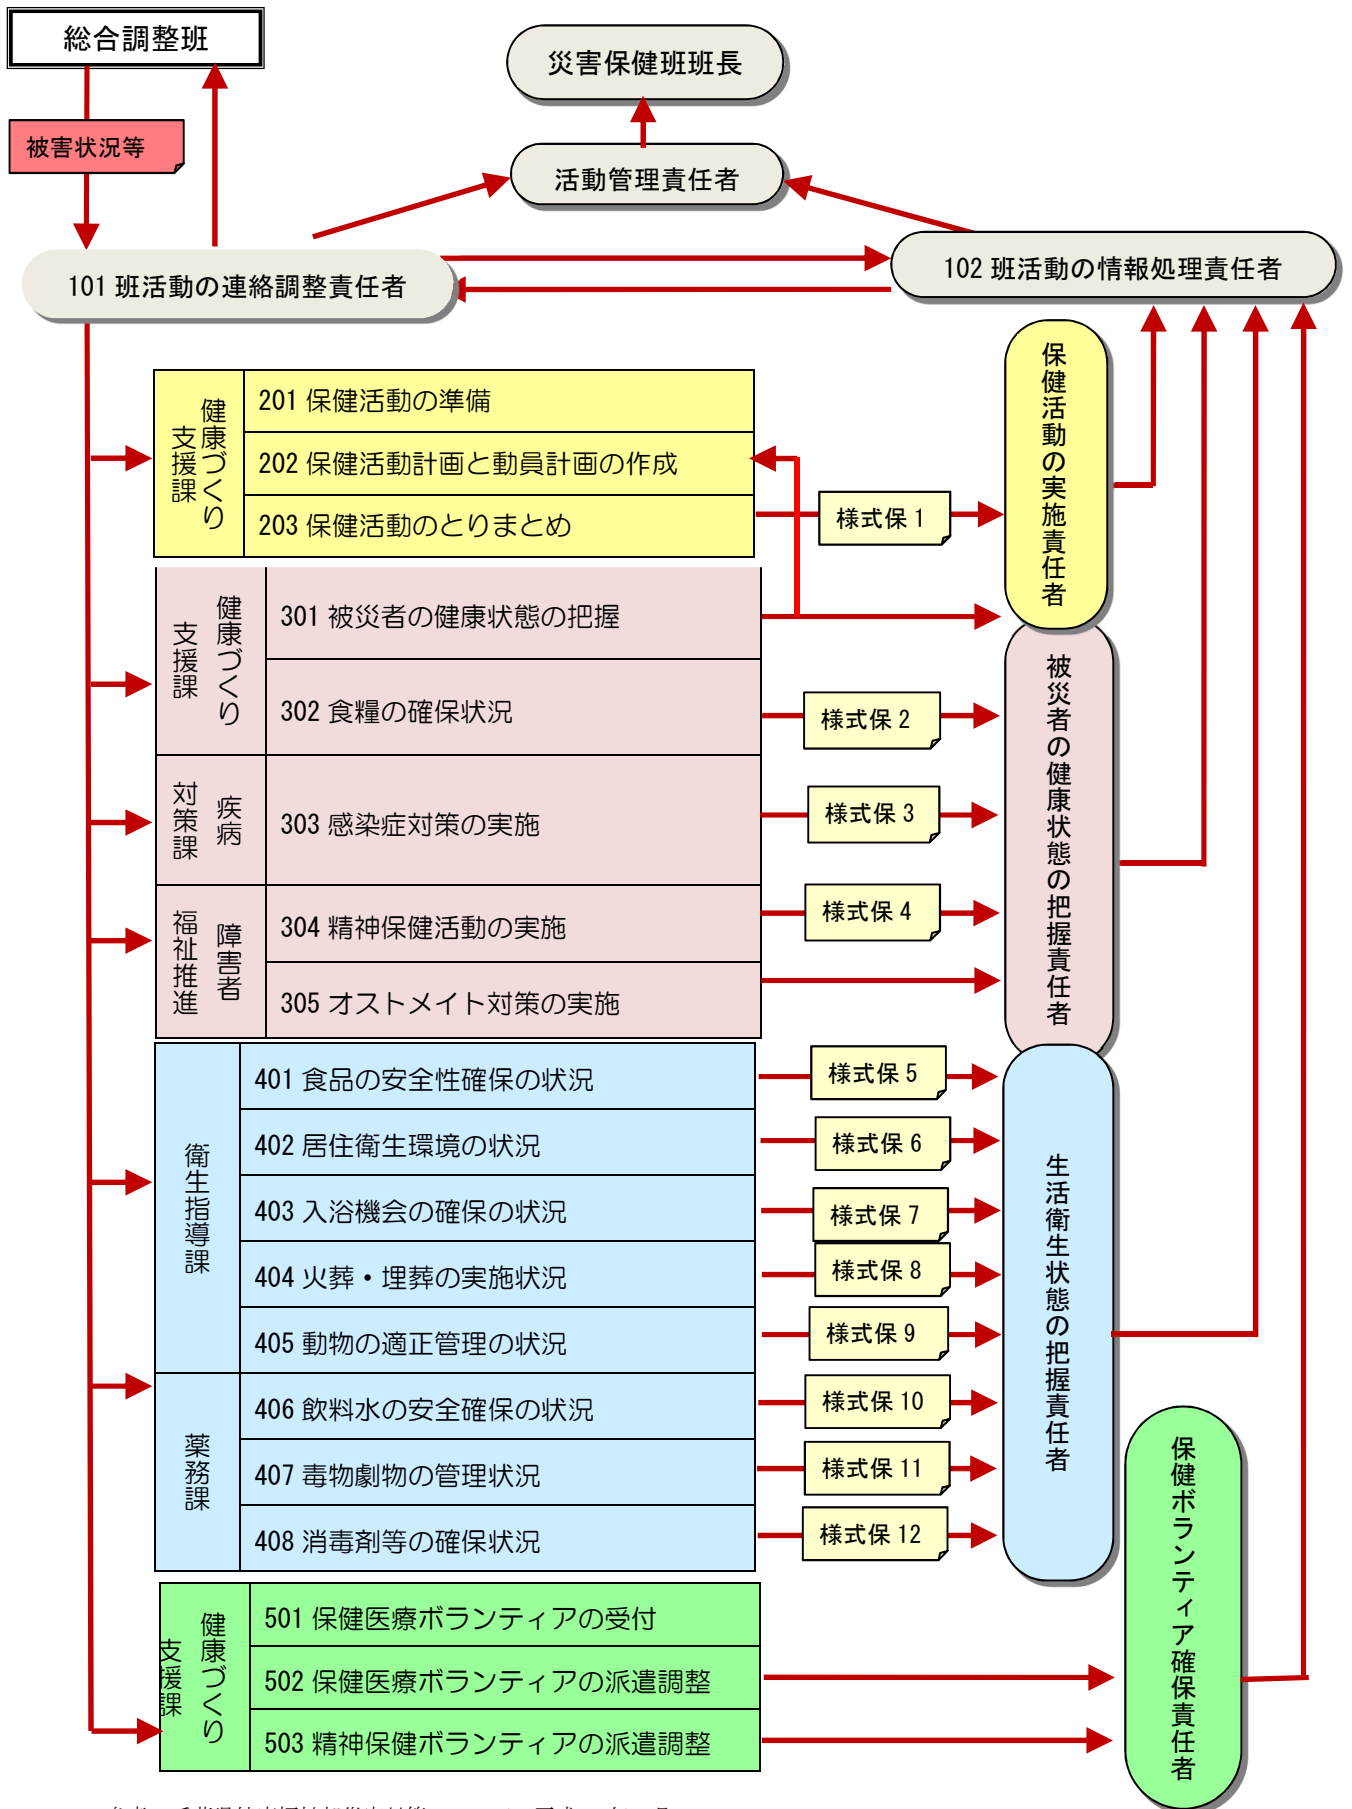 総合調整班
災害保健班班長
被害状況等
活動管理責任者
101 班活動の連絡調整責任者
102 班活動の情報処理責任者
健康づくり
支援課
201 保健活動の準備
202 保健活動計画と動員計画の作成
203 保健活動のとりまとめ
様式保 1
保健活動の実施責任者
健康づくり
支援課
301 被災者の健康状態の把握
302 食糧の確保状況
様式保 2
疾病
対策課
303 感染症対策の実施
様式保 3
障害者
福祉推進
304 精神保健活動の実施
様式保 4
305 オストメイト対策の実施
被災者の健康状態の把握責任者
衛生指導課
401 食品の安全性確保の状況
様式保 5
402 居住衛生環境の状況
様式保 6
403 入浴機会の確保の状況
様式保 7
404 火葬・埋葬の実施状況
様式保 8
405 動物の適正管理の状況
様式保 9
薬務課
406 飲料水の安全確保の状況
様式保 10
407 毒物劇物の管理状況
様式保 11
408 消毒剤等の確保状況
様式保 12
生活衛生状態の把握責任者
健康づくり
支援課
501 保健医療ボランティアの受付
502 保健医療ボランティアの派遣調整
503 精神保健ボランティアの派遣調整
保健ボランティア確保責任者